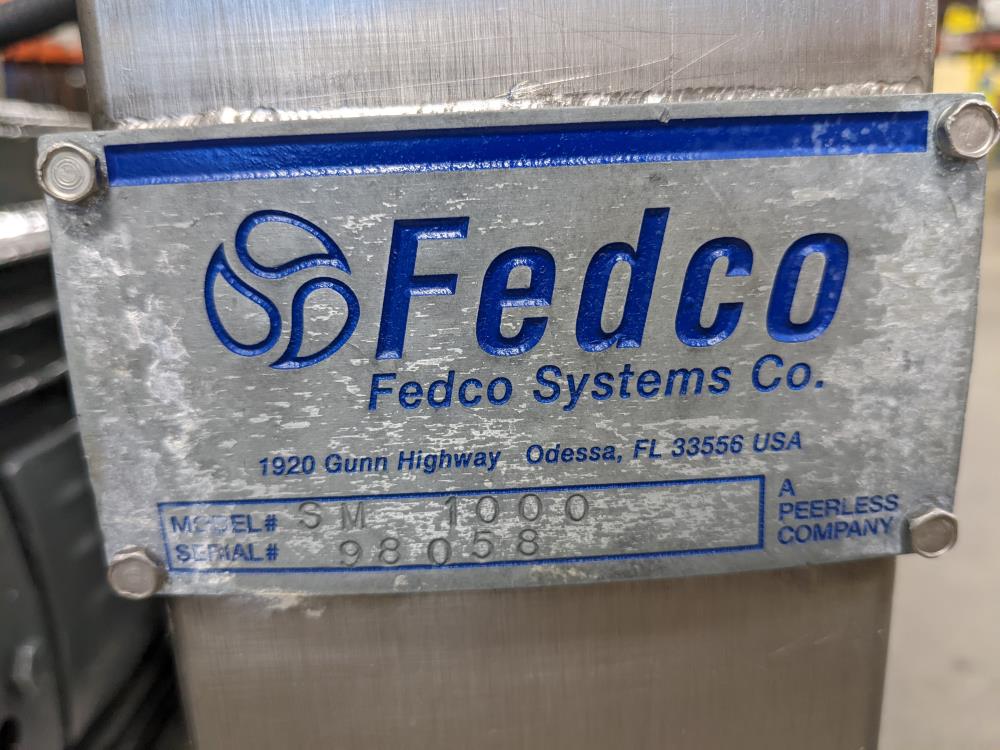 Fedco
Fedco Systems Co.
1920 Gunn Highway Odessa, FL 33556 USA
MODEL# SM 1000
SERIAL# 98058
A
PEERLESS
COMPANY